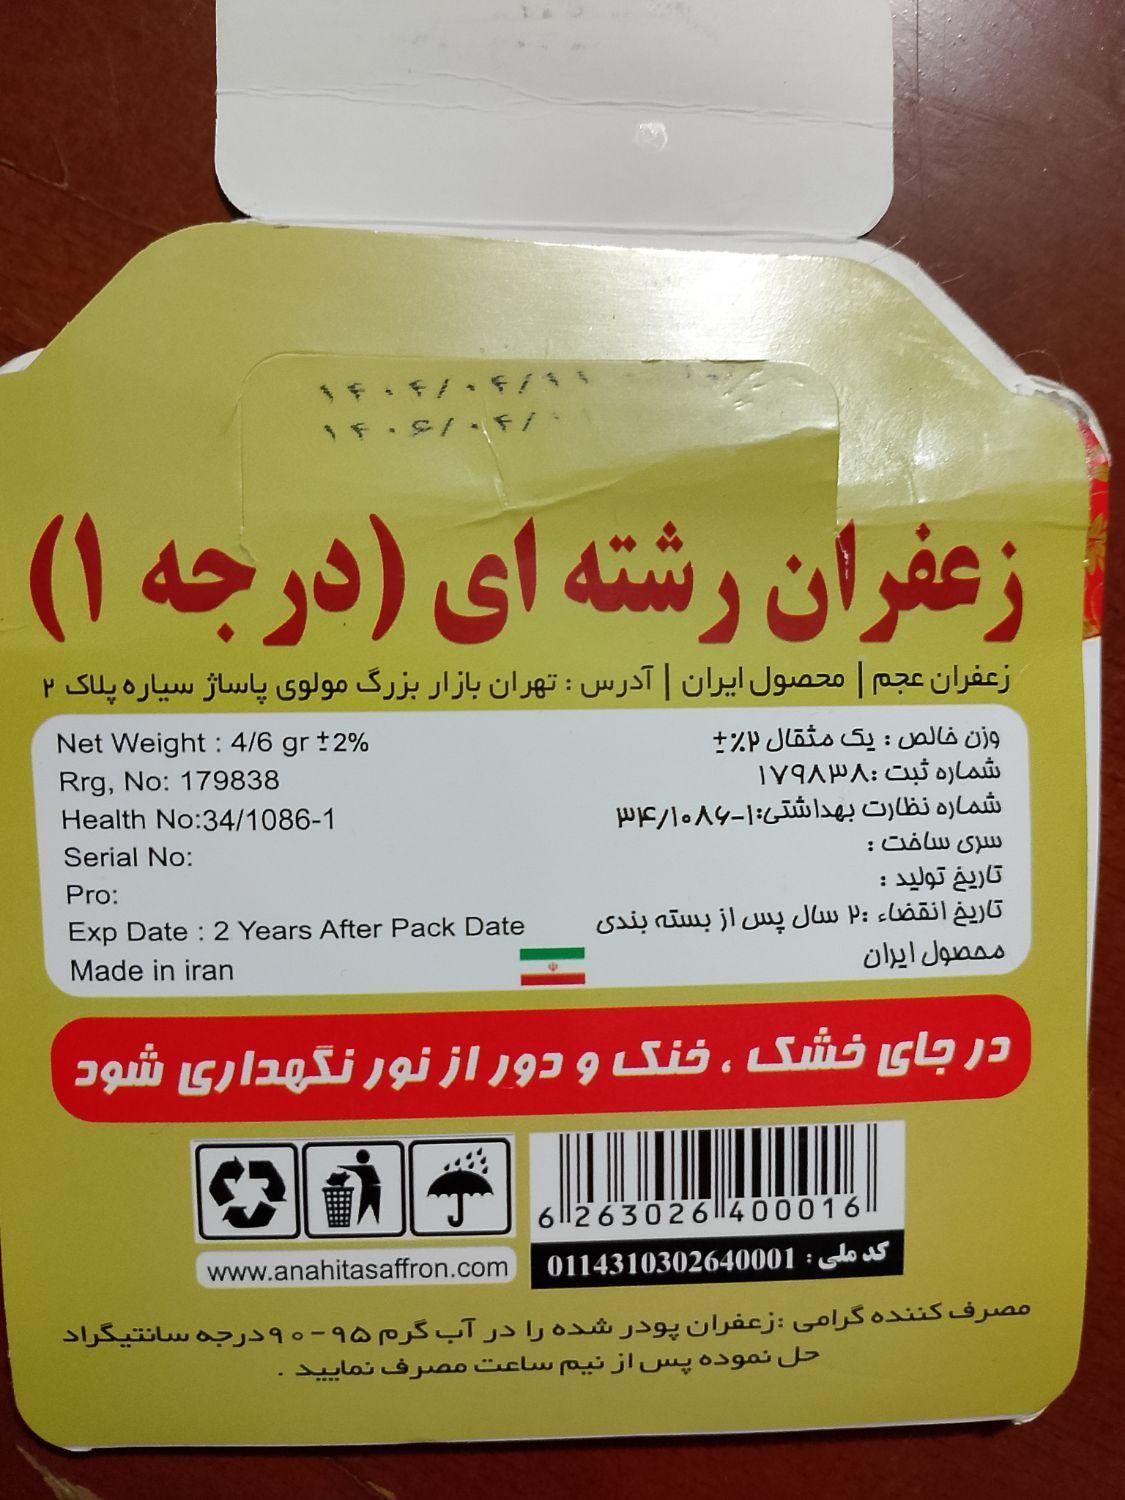 ۱۴۰۴/۰۴/۱۱
۱۴۰۶/۰۴/
زعفران رشته ای (درجه ۱)
زعفران عجم | محصول ایران | آدرس : تهران بازار بزرگ مولوی پاساژ سیاره پلاک ۲
Net Weight : 4/6 gr ±2%
وزن خالص : یک مثقال ۲٪±
Rrg, No: 179838
شماره ثبت :۱۷۹۸۳۸
Health No:34/1086-1
شماره نظارت بهداشتی:۱-۳۴/۱۰۸۶
Serial No:
سری ساخت :
Pro:
تاریخ تولید :
Exp Date : 2 Years After Pack Date
تاریخ انقضاء :۲ سال پس از بسته بندی
Made in iran
محصول ایران
در جای خشک ، خنک و دور از نور نگهداری شود
6 263026 400016
www.anahitasaffron.com
کد ملی : 0114310302640001
مصرف کننده گرامی :زعفران پودر شده را در آب گرم ۹۵-۹۰درجه سانتیگراد
حل نموده پس از نیم ساعت مصرف نمایید .